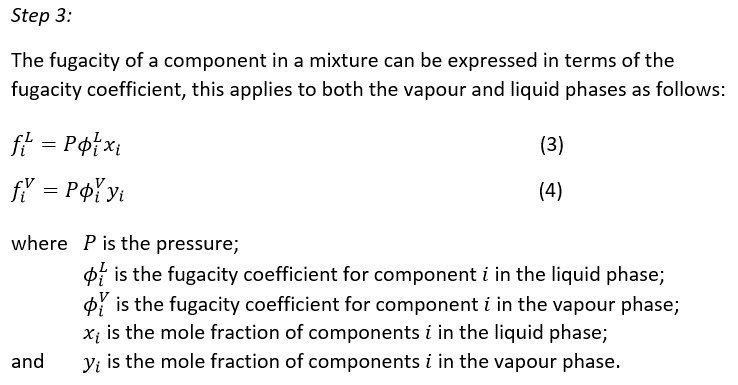 Step 3:
The fugacity of a component in a mixture can be expressed in terms of the
fugacity coefficient, this applies to both the vapour and liquid phases as follows:
$f_i^L = P\phi_i^L x_i$ (3)
$f_i^V = P\phi_i^V y_i$ (4)
where $P$ is the pressure;
$\phi_i^L$ is the fugacity coefficient for component $i$ in the liquid phase;
$\phi_i^V$ is the fugacity coefficient for component $i$ in the vapour phase;
$x_i$ is the mole fraction of components $i$ in the liquid phase;
and $y_i$ is the mole fraction of components $i$ in the vapour phase.